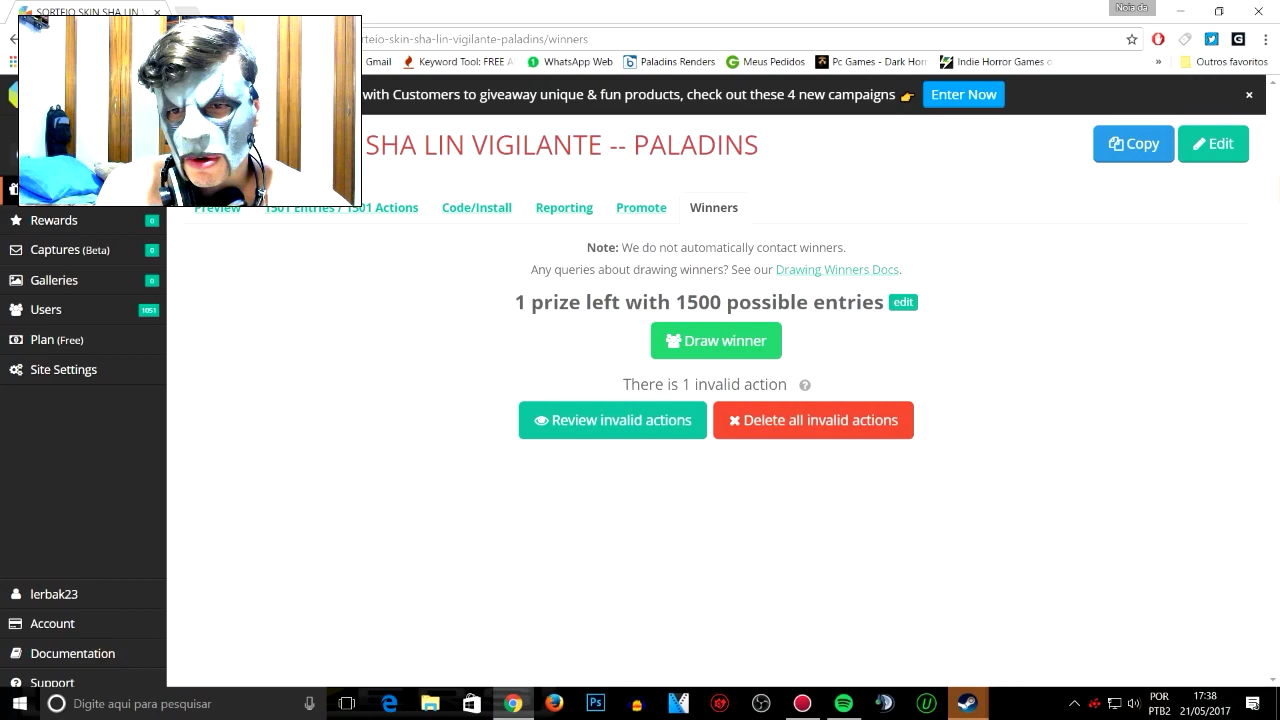 SORTEIO SKIN SHA LIN V
Noia da
rteio-skin-sha-lin-vigilante-paladins/winners
Gmail Keyword Tool: FREE A WhatsApp Web Paladins Renders Meus Pedidos Pc Games - Dark Hor Indie Horror Games o » Outros favoritos
with Customers to giveaway unique & fun products, check out these 4 new campaigns Enter Now ×
SHA LIN VIGILANTE -- PALADINS Copy Edit
Preview 1501 Entries / 1501 Actions Code/Install Reporting Promote Winners
Rewards 0
Captures (Beta) 0
Galleries 0
Users 1051
Plan (Free)
Site Settings
Note: We do not automatically contact winners.
Any queries about drawing winners? See our Drawing Winners Docs.
1 prize left with 1500 possible entries edit
Draw winner
There is 1 invalid action ?
Review invalid actions Delete all invalid actions
lerbak23
Account
Documentation
Support
Digite aqui para pesquisar
POR 17:38
PTB2 21/05/2017